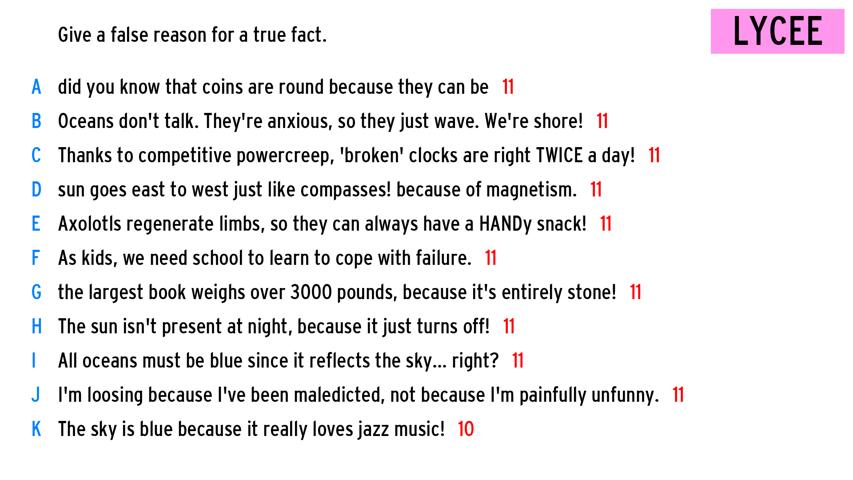 Give a false reason for a true fact.
LYCEE
A did you know that coins are round because they can be 11
B Oceans don't talk. They're anxious, so they just wave. We're shore! 11
C Thanks to competitive powercreep, 'broken' clocks are right TWICE a day! 11
D sun goes east to west just like compasses! because of magnetism. 11
E Axolotls regenerate limbs, so they can always have a HANDy snack! 11
F As kids, we need school to learn to cope with failure. 11
G the largest book weighs over 3000 pounds, because it's entirely stone! 11
H The sun isn't present at night, because it just turns off! 11
I All oceans must be blue since it reflects the sky... right? 11
J I'm loosing because I've been maledicted, not because I'm painfully unfunny. 11
K The sky is blue because it really loves jazz music! 10